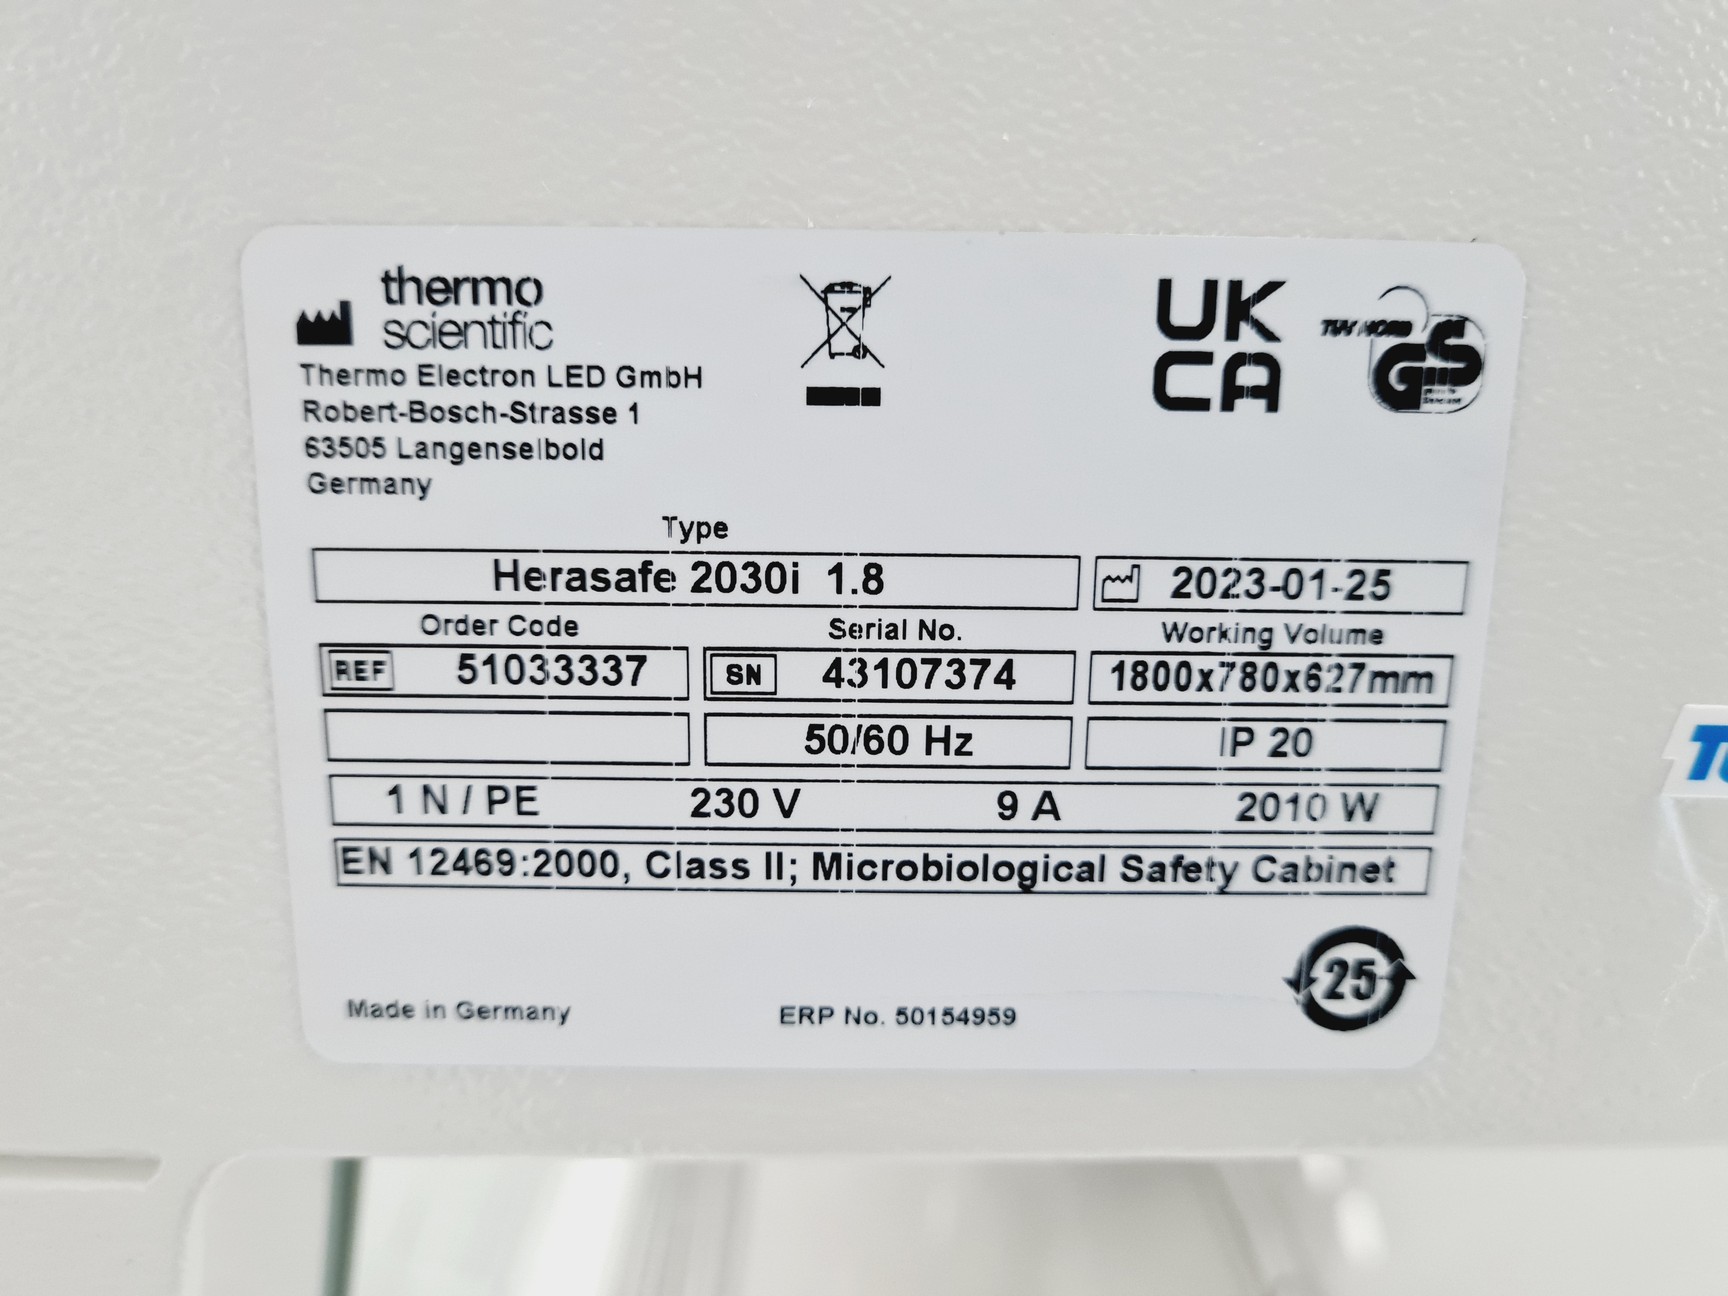 thermo
scientific
Thermo Electron LED GmbH
Robert-Bosch-Strasse 1
63505 Langenselbold
Germany
UK
CA
TÜV NORD
GS
Type
Herasafe 2030i 1.8
2023-01-25
Order Code
Serial No.
Working Volume
REF 51033337
SN 43107374
1800x780x627mm
50/60 Hz
IP 20
1 N / PE 230 V 9 A 2010 W
EN 12469:2000, Class II; Microbiological Safety Cabinet
25
Made in Germany
ERP No. 50154959